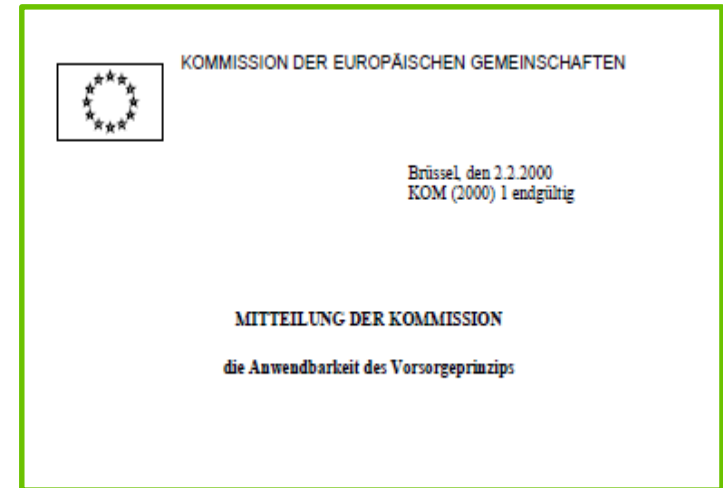 KOMMISSION DER EUROPÄISCHEN GEMEINSCHAFTEN
Brüssel, den 2.2.2000
KOM (2000) 1 endgültig
MITTEILUNG DER KOMMISSION
die Anwendbarkeit des Vorsorgeprinzips